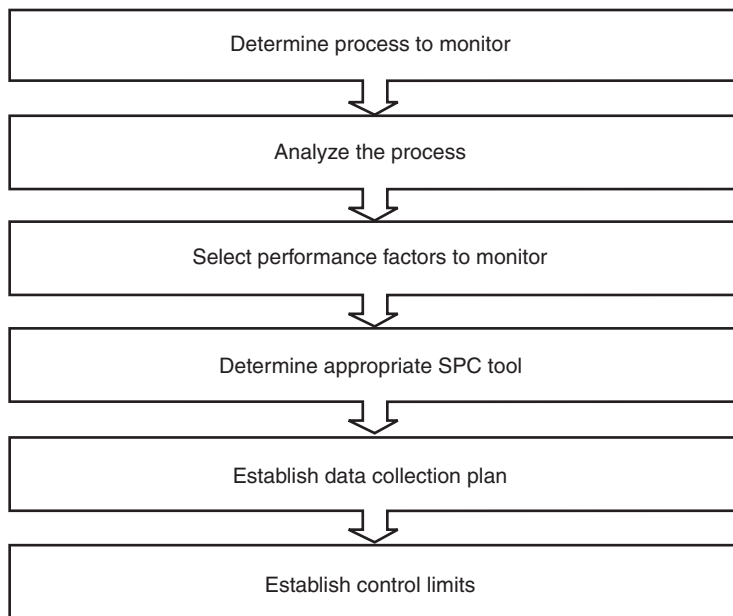 Determine process to monitor
Analyze the process
Select performance factors to monitor
Determine appropriate SPC tool
Establish data collection plan
Establish control limits